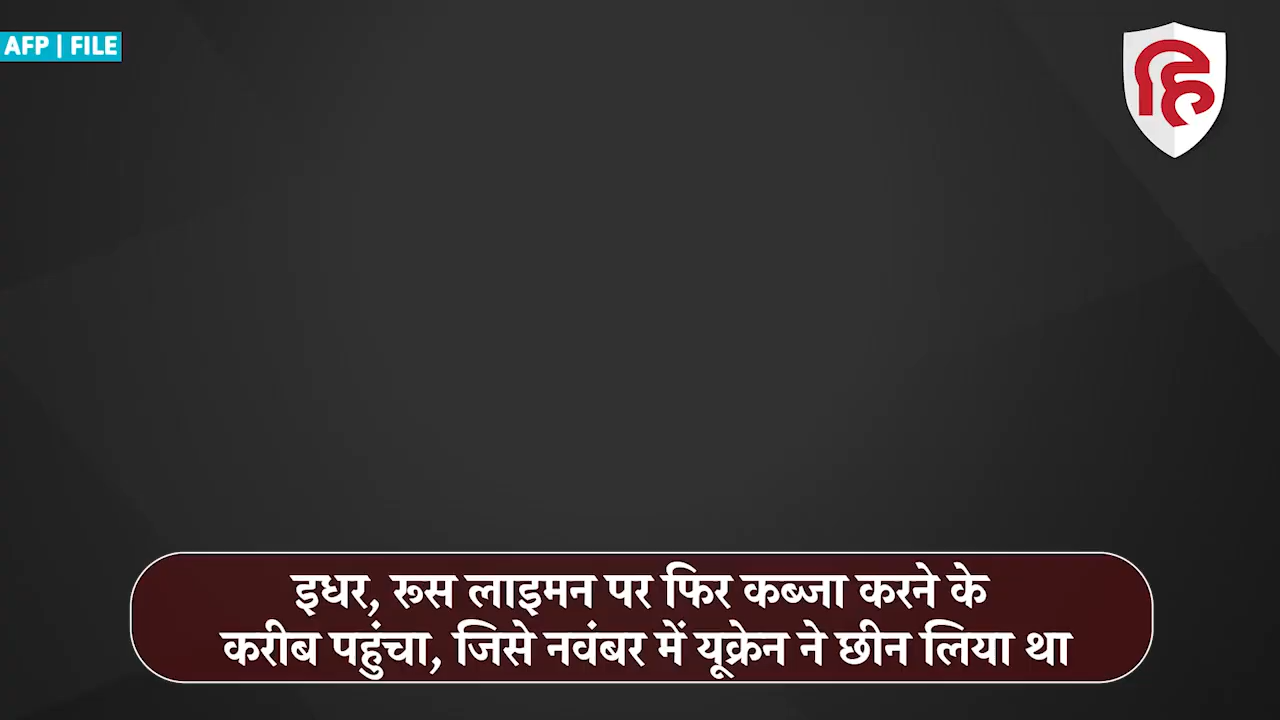 AFP | FILE
हि
इधर, रूस लाइमन पर फिर कब्जा करने के
करीब पहुंचा, जिसे नवंबर में यूक्रेन ने छीन लिया था